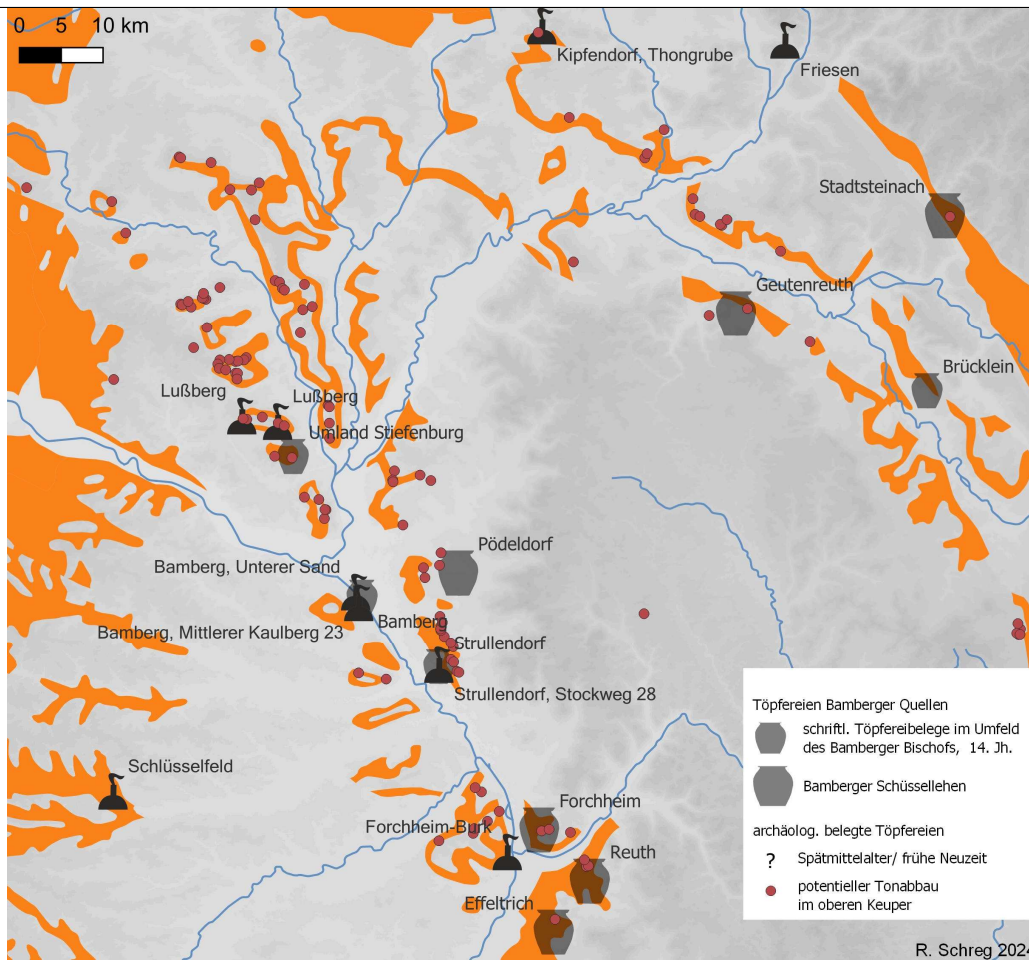 0 5 10 km
Kipfendorf, Thongrube
Friesen
Stadtsteinach
Geutenreuth
Brücklein
Lußberg
Lußberg
Umland Stiefenburg
Pödeldorf
Bamberg, Unterer Sand
Bamberg
Bamberg, Mittlerer Kaulberg 23
Strullendorf
Strullendorf, Stockweg 28
Schlüsselfeld
Forchheim
Forchheim-Burk
Reuth
Effeltrich
Töpfereien Bamberger Quellen
schriftl. Töpfereibelege im Umfeld
des Bamberger Bischofs, 14. Jh.
Bamberger Schüssellehen
archäolog. belegte Töpfereien
? Spätmittelalter/ frühe Neuzeit
potentieller Tonabbau
im oberen Keuper
R. Schreg 2024